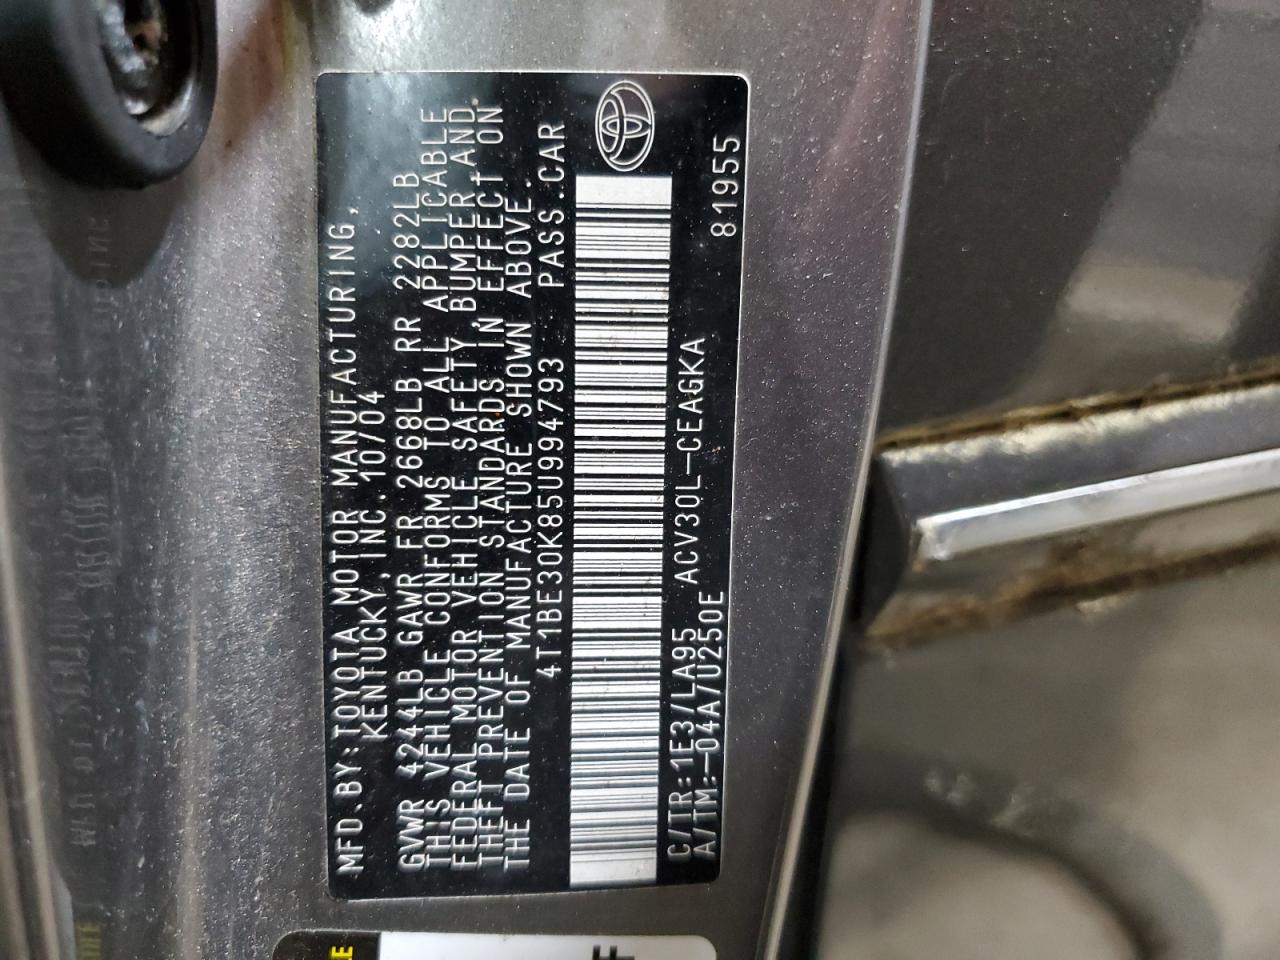 MFD.BY:TOYOTA MOTOR MANUFACTURING,
KENTUCKY, INC. 10/04
GVWR 4244LB GAWR FR 2668LB RR 2282LB
THIS VEHICLE CONFORMS TO ALL APPLICABLE
FEDERAL MOTOR VEHICLE SAFETY, BUMPER, AND
THEFT PREVENTION STANDARDS IN EFFECT ON
THE DATE OF MANUFACTURE SHOWN ABOVE.
4T1BE30K85U994793 PASS.CAR
C/TR:1E3/LA95 ACV30L-CEAGKA
A/TM:-04A/U250E 81955